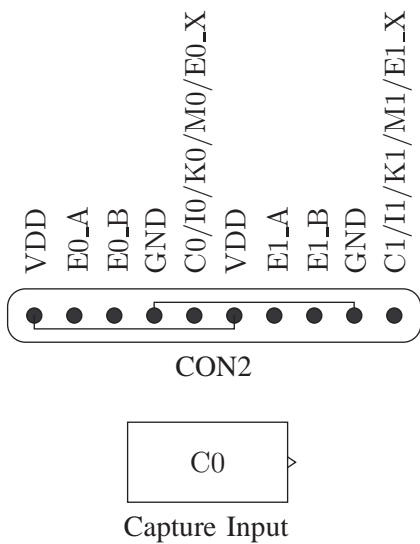 VDD
E0_A
E0_B
GND
C0/I0/K0/M0/E0_X
VDD
E1_A
E1_B
GND
C1/I1/K1/M1/E1_X
CON2
C0
Capture Input